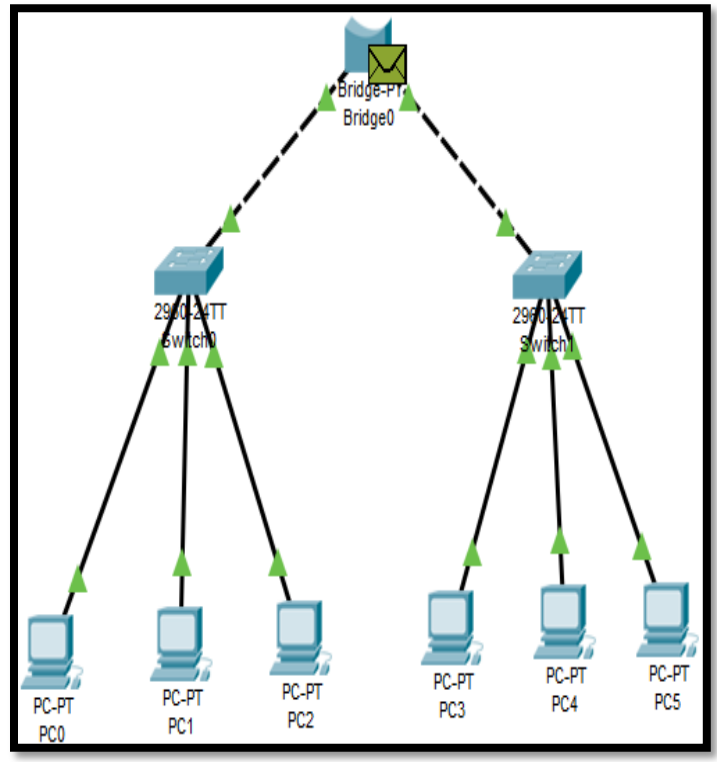 Bridge-PT
Bridge0
2960-24TT
Switch0
2960-24TT
Switch1
PC-PT
PC0
PC-PT
PC1
PC-PT
PC2
PC-PT
PC3
PC-PT
PC4
PC-PT
PC5